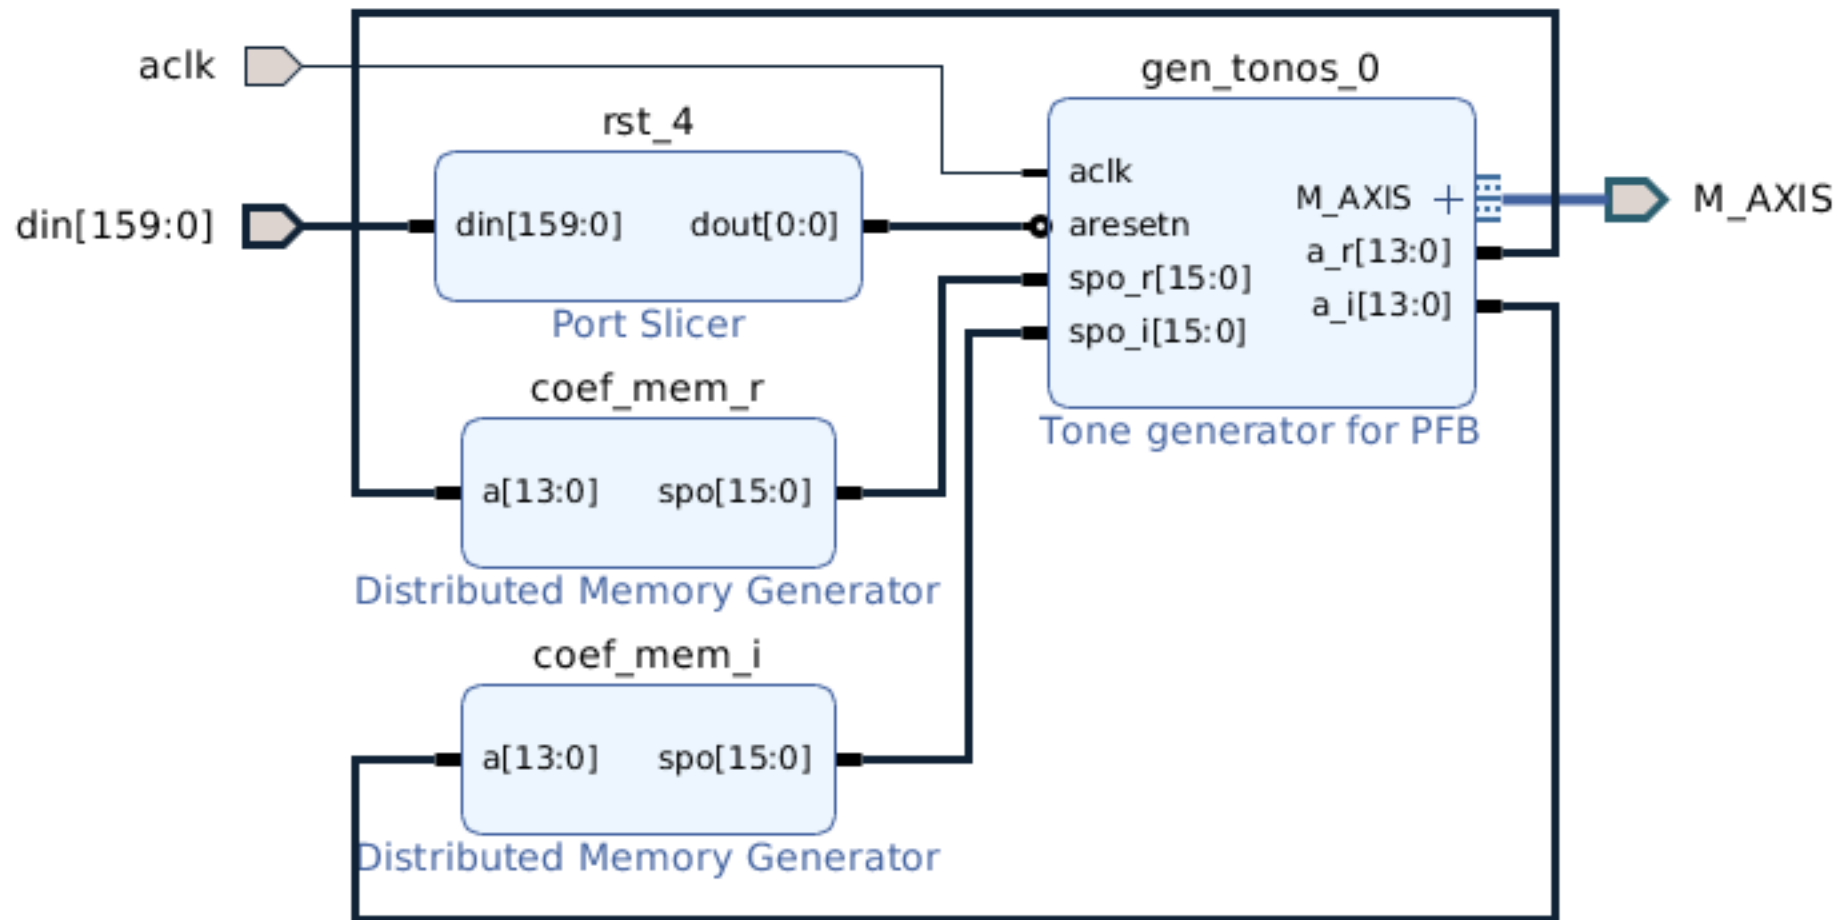 aclk
din[159:0]
rst_4
din[159:0] dout[0:0]
Port Slicer
coef_mem_r
a[13:0] spo[15:0]
Distributed Memory Generator
coef_mem_i
a[13:0] spo[15:0]
Distributed Memory Generator
gen_tonos_0
aclk
M_AXIS
aresetn
a_r[13:0]
spo_r[15:0]
a_i[13:0]
spo_i[15:0]
Tone generator for PFB
M_AXIS